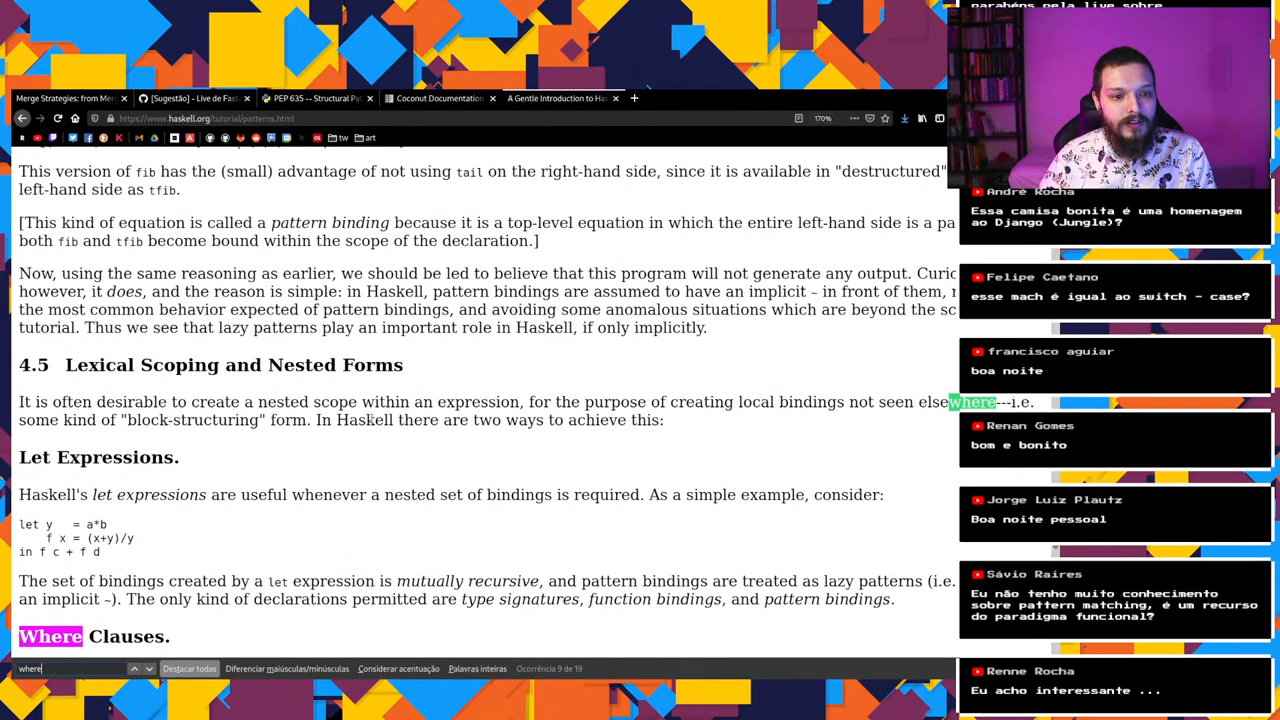 parabéns pela live sobre
Merge Strategies: from Mer
[Sugestão] - Live de Fast
PEP 635 -- Structural Pat
Coconut Documentation
A Gentle Introduction to Has
https://www.haskell.org/tutorial/patterns.html
170%
tw
art
This version of fib has the (small) advantage of not using tail on the right-hand side, since it is available in "destructured"
left-hand side as tfib.
[This kind of equation is called a pattern binding because it is a top-level equation in which the entire left-hand side is a pa
both fib and tfib become bound within the scope of the declaration.]
Now, using the same reasoning as earlier, we should be led to believe that this program will not generate any output. Curio
however, it does, and the reason is simple: in Haskell, pattern bindings are assumed to have an implicit ~ in front of them, r
the most common behavior expected of pattern bindings, and avoiding some anomalous situations which are beyond the sc
tutorial. Thus we see that lazy patterns play an important role in Haskell, if only implicitly.
4.5 Lexical Scoping and Nested Forms
It is often desirable to create a nested scope within an expression, for the purpose of creating local bindings not seen elsewhere---i.e.
some kind of "block-structuring" form. In Haskell there are two ways to achieve this:
Let Expressions.
Haskell's let expressions are useful whenever a nested set of bindings is required. As a simple example, consider:
let y   = a*b
    f x = (x+y)/y
in f c + f d
The set of bindings created by a let expression is mutually recursive, and pattern bindings are treated as lazy patterns (i.e.
an implicit ~). The only kind of declarations permitted are type signatures, function bindings, and pattern bindings.
Where Clauses.
where
Destacar todas
Diferenciar maiúsculas/minúsculas
Considerar acentuação
Palavras inteiras
Ocorrência 9 de 19
André Rocha
Essa camisa bonita é uma homenagem
ao Django (Jungle)?
Felipe Caetano
esse mach é igual ao switch - case?
francisco aguiar
boa noite
Renan Gomes
bom e bonito
Jorge Luiz Plautz
Boa noite pessoal
Sávio Raires
Eu não tenho muito conhecimento
sobre pattern matching, é um recurso
do paradigma funcional?
Renne Rocha
Eu acho interessante ...